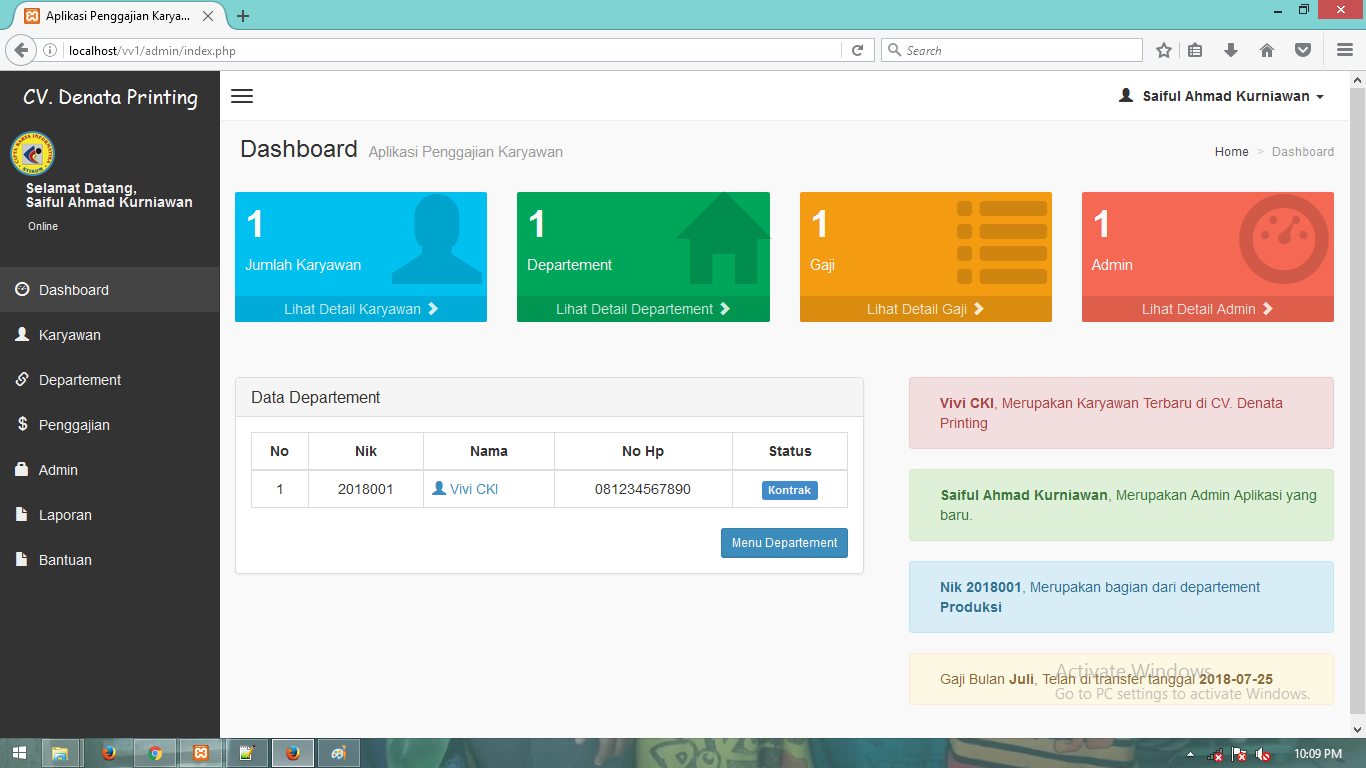 Aplikasi Penggajian Karya...
localhost/vv1/admin/index.php
Search
CV. Denata Printing
Saiful Ahmad Kurniawan
Selamat Datang,
Saiful Ahmad Kurniawan
Online
Dashboard
Karyawan
Departement
Penggajian
Admin
Laporan
Bantuan
Dashboard Aplikasi Penggajian Karyawan
Home > Dashboard
1
Jumlah Karyawan
Lihat Detail Karyawan
1
Departement
Lihat Detail Departement
1
Gaji
Lihat Detail Gaji
1
Admin
Lihat Detail Admin
Data Departement
No Nik Nama No Hp Status
1 2018001 Vivi CKI 081234567890 Kontrak
Menu Departement
Vivi CKI, Merupakan Karyawan Terbaru di CV. Denata
Printing
Saiful Ahmad Kurniawan, Merupakan Admin Aplikasi yang
baru.
Nik 2018001, Merupakan bagian dari departement
Produksi
Gaji Bulan Juli, Telah di transfer tanggal 2018-07-25
Activate Windows
Go to PC settings to activate Windows.
10:09 PM